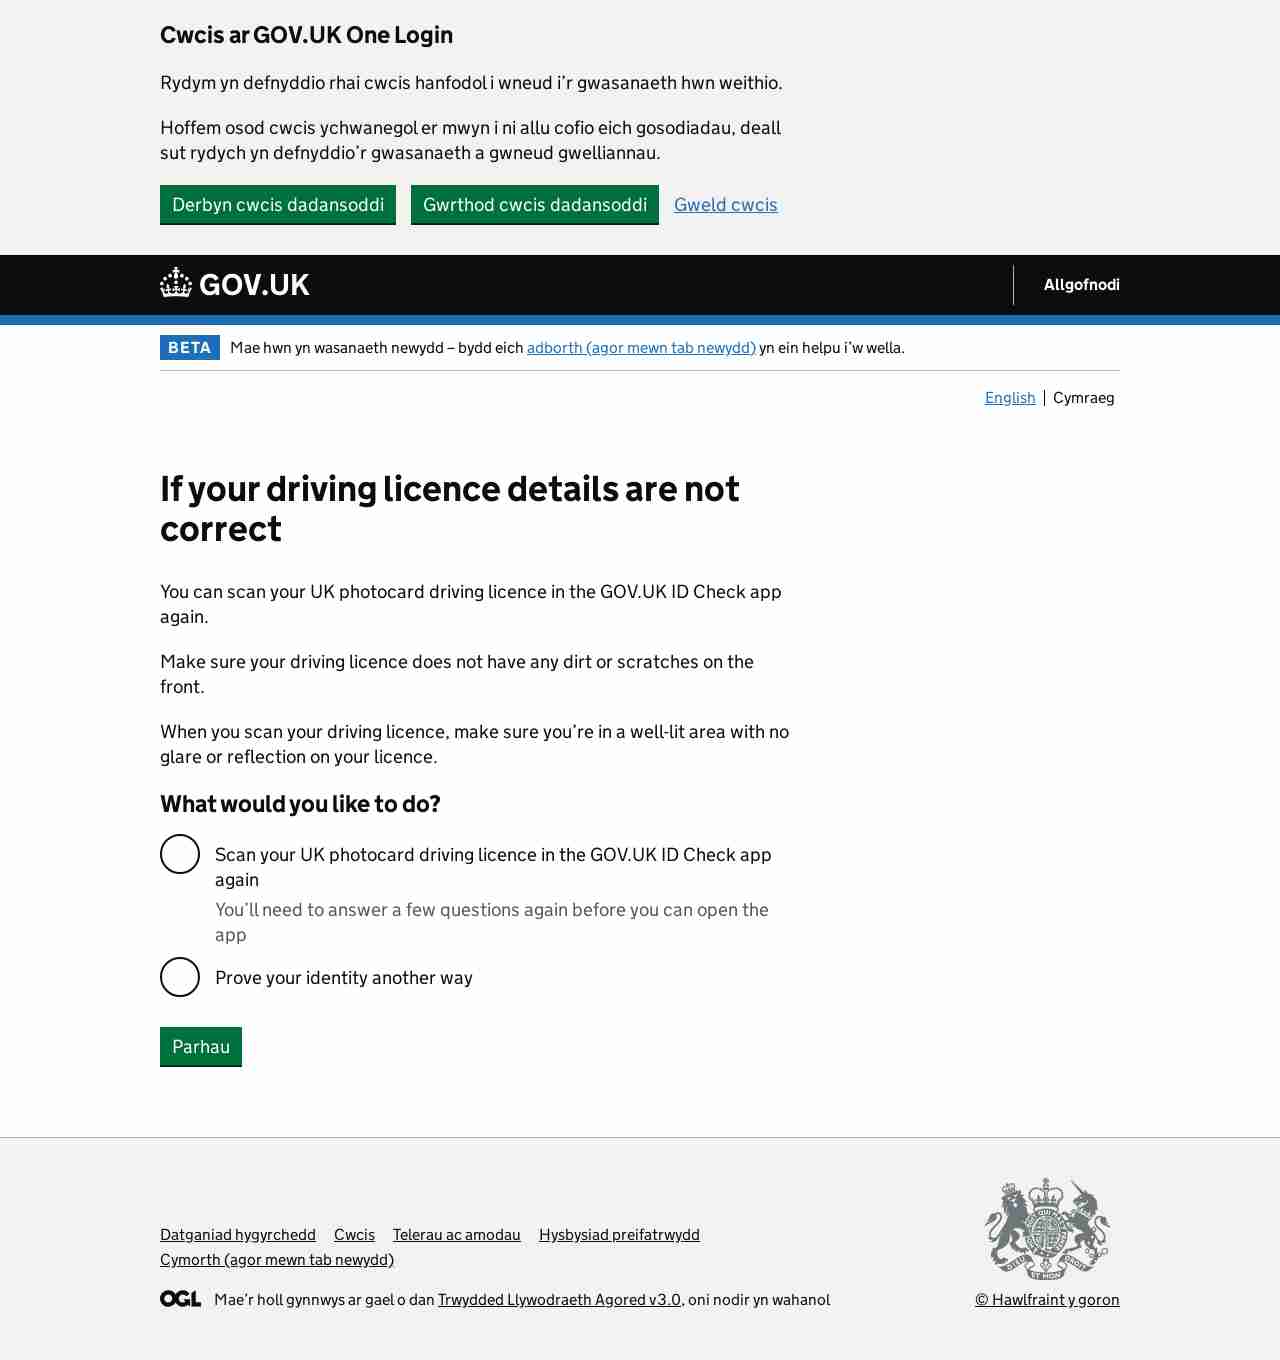 Cwcis ar GOV.UK One Login
Rydym yn defnyddio rhai cwcis hanfodol i wneud i’r gwasanaeth hwn weithio.
Hoffem osod cwcis ychwanegol er mwyn i ni allu cofio eich gosodiadau, deall
sut rydych yn defnyddio’r gwasanaeth a gwneud gwelliannau.
Derbyn cwcis dadansoddi Gwrthod cwcis dadansoddi Gweld cwcis
GOV.UK Allgofnodi
BETA Mae hwn yn wasanaeth newydd – bydd eich adborth (agor mewn tab newydd) yn ein helpu i’w wella.
English Cymraeg
If your driving licence details are not
correct
You can scan your UK photocard driving licence in the GOV.UK ID Check app
again.
Make sure your driving licence does not have any dirt or scratches on the
front.
When you scan your driving licence, make sure you’re in a well-lit area with no
glare or reflection on your licence.
What would you like to do?
Scan your UK photocard driving licence in the GOV.UK ID Check app
again
You’ll need to answer a few questions again before you can open the
app
Prove your identity another way
Parhau
Datganiad hygyrchedd Cwcis Telerau ac amodau Hysbysiad preifatrwydd
Cymorth (agor mewn tab newydd)
OGL Mae’r holl gynnwys ar gael o dan Trwydded Llywodraeth Agored v3.0, oni nodir yn wahanol
© Hawlfraint y goron